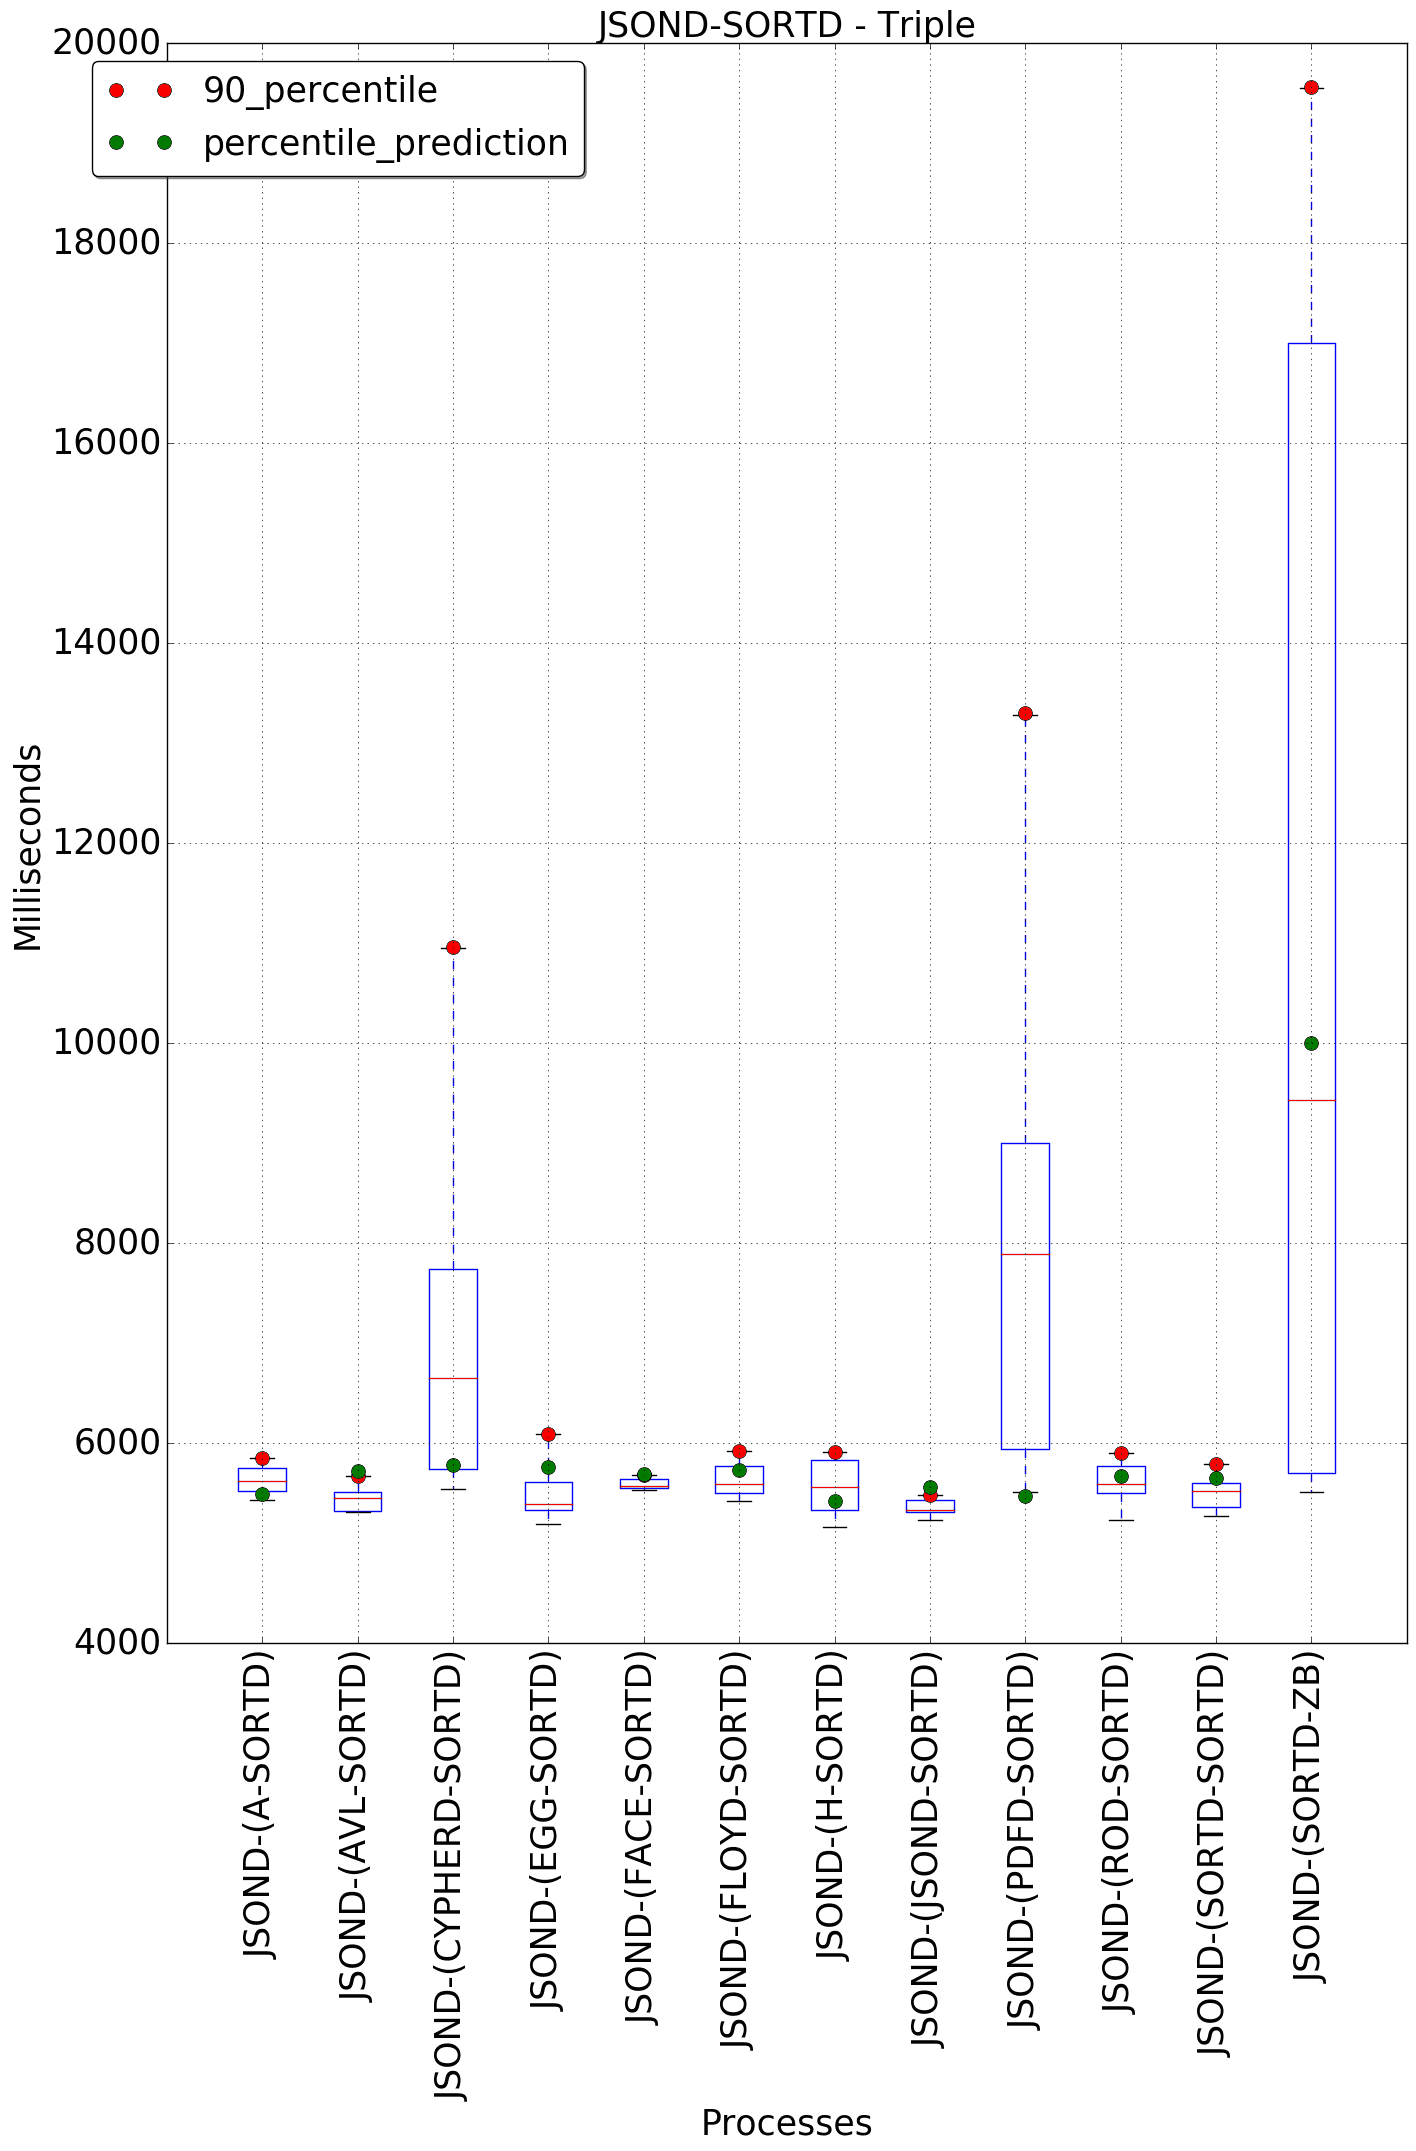 JSOND-SORTD - Triple
90_percentile
percentile_prediction
20000
18000
16000
14000
12000
10000
8000
6000
4000
Milliseconds
JSOND-(A-SORTD)
JSOND-(AVL-SORTD)
JSOND-(CYPHERD-SORTD)
JSOND-(EGG-SORTD)
JSOND-(FACE-SORTD)
JSOND-(FLOYD-SORTD)
JSOND-(H-SORTD)
JSOND-(JSOND-SORTD)
JSOND-(PDFD-SORTD)
JSOND-(ROD-SORTD)
JSOND-(SORTD-SORTD)
JSOND-(SORTD-ZB)
Processes